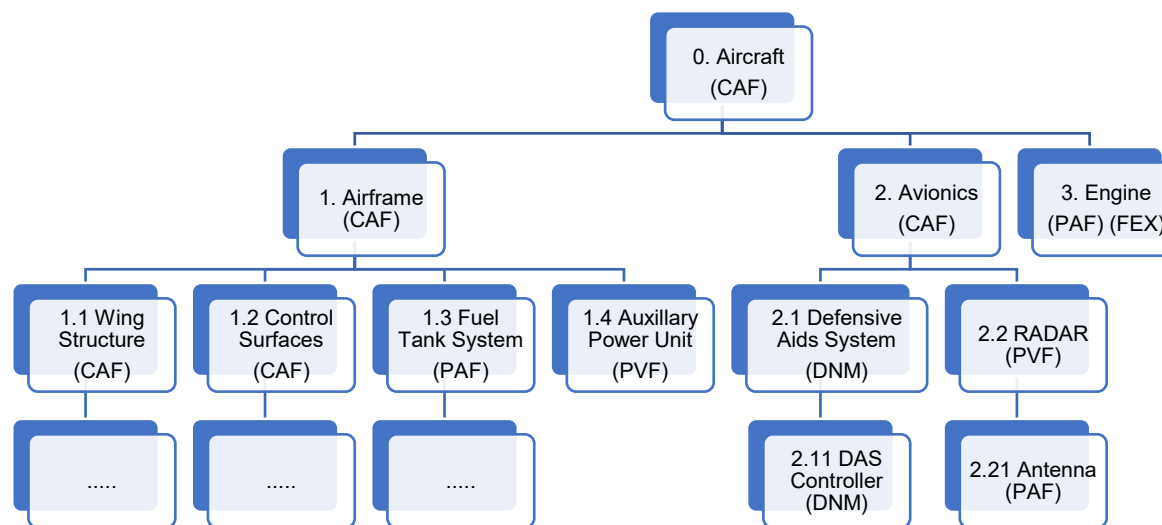 0. Aircraft
(CAF)
1. Airframe
(CAF)
2. Avionics
(CAF)
3. Engine
(PAF) (FEX)
1.1 Wing
Structure
(CAF)
1.2 Control
Surfaces
(CAF)
1.3 Fuel
Tank System
(PAF)
1.4 Auxillary
Power Unit
(PVF)
2.1 Defensive
Aids System
(DNM)
2.2 RADAR
(PVF)
.....
.....
.....
2.11 DAS
Controller
(DNM)
2.21 Antenna
(PAF)